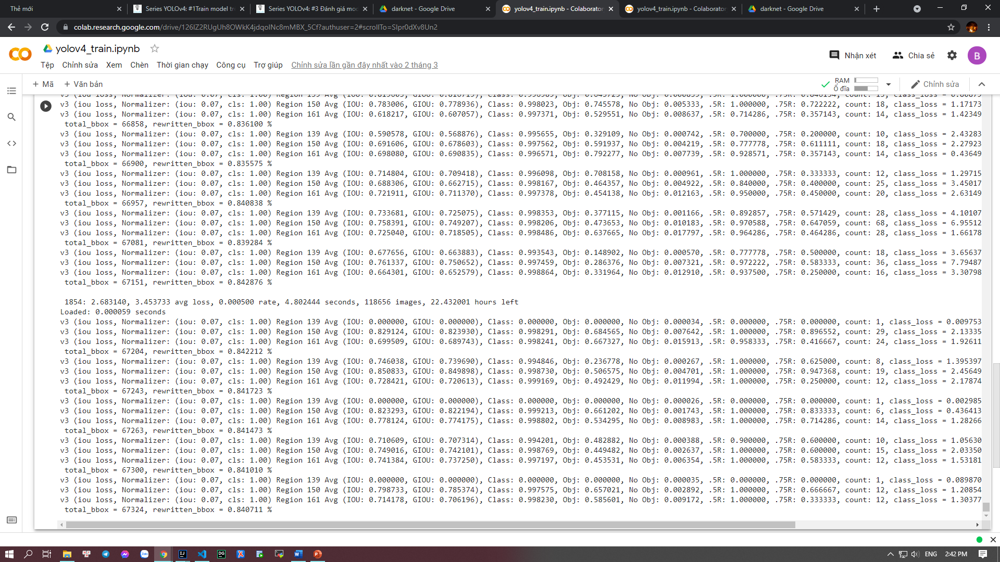 Thẻ mới
Series YOLOv4: #1Train model tr
Series YOLOv4: #3 Đánh giá mod
darknet - Google Drive
yolov4_train.ipynb - Colaborator
yolov4_train.ipynb - Colaborator
darknet - Google Drive
colab.research.google.com/drive/126IZ2RUgUh8OWkK4jdqoINc8mMBX_5Cf?authuser=2#scrollTo=SIpr0dXv8Un2
yolov4_train.ipynb
Tệp Chỉnh sửa Xem Chèn Thời gian chạy Công cụ Trợ giúp Chỉnh sửa lần gần đây nhất vào 2 tháng 3
Nhận xét Chia sẻ B
+ Mã + Văn bản
RAM
Ổ đĩa
Chỉnh sửa
v3 (iou loss, Normalizer: (iou: 0.07, cls: 1.00) Region 150 Avg (IOU: 0.783006, GIOU: 0.778936), Class: 0.998023, Obj: 0.745578, No Obj: 0.005333, .5R: 1.000000, .75R: 0.722222, count: 18, class_loss = 1.17173
v3 (iou loss, Normalizer: (iou: 0.07, cls: 1.00) Region 161 Avg (IOU: 0.618217, GIOU: 0.607057), Class: 0.997371, Obj: 0.529551, No Obj: 0.008637, .5R: 0.714286, .75R: 0.357143, count: 14, class_loss = 1.42349
total_bbox = 66858, rewritten_bbox = 0.836100 %
v3 (iou loss, Normalizer: (iou: 0.07, cls: 1.00) Region 139 Avg (IOU: 0.590578, GIOU: 0.568876), Class: 0.995655, Obj: 0.329109, No Obj: 0.000742, .5R: 0.700000, .75R: 0.200000, count: 10, class_loss = 2.43283
v3 (iou loss, Normalizer: (iou: 0.07, cls: 1.00) Region 150 Avg (IOU: 0.691606, GIOU: 0.678603), Class: 0.997562, Obj: 0.591937, No Obj: 0.004219, .5R: 0.777778, .75R: 0.611111, count: 18, class_loss = 2.27923
v3 (iou loss, Normalizer: (iou: 0.07, cls: 1.00) Region 161 Avg (IOU: 0.698080, GIOU: 0.690835), Class: 0.996571, Obj: 0.792277, No Obj: 0.007739, .5R: 0.928571, .75R: 0.357143, count: 14, class_loss = 0.43649
total_bbox = 66900, rewritten_bbox = 0.835575 %
v3 (iou loss, Normalizer: (iou: 0.07, cls: 1.00) Region 139 Avg (IOU: 0.714804, GIOU: 0.709418), Class: 0.996098, Obj: 0.708158, No Obj: 0.000961, .5R: 1.000000, .75R: 0.333333, count: 12, class_loss = 1.29715
v3 (iou loss, Normalizer: (iou: 0.07, cls: 1.00) Region 150 Avg (IOU: 0.688306, GIOU: 0.662715), Class: 0.998167, Obj: 0.464357, No Obj: 0.004922, .5R: 0.840000, .75R: 0.400000, count: 25, class_loss = 3.45017
v3 (iou loss, Normalizer: (iou: 0.07, cls: 1.00) Region 161 Avg (IOU: 0.721911, GIOU: 0.711370), Class: 0.997378, Obj: 0.454138, No Obj: 0.012163, .5R: 0.950000, .75R: 0.450000, count: 20, class_loss = 2.63149
total_bbox = 66957, rewritten_bbox = 0.840838 %
v3 (iou loss, Normalizer: (iou: 0.07, cls: 1.00) Region 139 Avg (IOU: 0.733681, GIOU: 0.725075), Class: 0.998353, Obj: 0.377115, No Obj: 0.001166, .5R: 0.892857, .75R: 0.571429, count: 28, class_loss = 4.10107
v3 (iou loss, Normalizer: (iou: 0.07, cls: 1.00) Region 150 Avg (IOU: 0.758391, GIOU: 0.749207), Class: 0.998206, Obj: 0.473653, No Obj: 0.010183, .5R: 0.970588, .75R: 0.647059, count: 68, class_loss = 6.95512
v3 (iou loss, Normalizer: (iou: 0.07, cls: 1.00) Region 161 Avg (IOU: 0.725040, GIOU: 0.718505), Class: 0.998486, Obj: 0.637665, No Obj: 0.017797, .5R: 0.964286, .75R: 0.464286, count: 28, class_loss = 1.66178
total_bbox = 67081, rewritten_bbox = 0.839284 %
v3 (iou loss, Normalizer: (iou: 0.07, cls: 1.00) Region 139 Avg (IOU: 0.677656, GIOU: 0.663883), Class: 0.993543, Obj: 0.148902, No Obj: 0.000570, .5R: 0.777778, .75R: 0.500000, count: 18, class_loss = 3.65637
v3 (iou loss, Normalizer: (iou: 0.07, cls: 1.00) Region 150 Avg (IOU: 0.761337, GIOU: 0.750652), Class: 0.997459, Obj: 0.286376, No Obj: 0.007321, .5R: 0.972222, .75R: 0.583333, count: 36, class_loss = 7.79487
v3 (iou loss, Normalizer: (iou: 0.07, cls: 1.00) Region 161 Avg (IOU: 0.664301, GIOU: 0.652579), Class: 0.998864, Obj: 0.331964, No Obj: 0.012910, .5R: 0.937500, .75R: 0.250000, count: 16, class_loss = 3.30798
total_bbox = 67151, rewritten_bbox = 0.842876 %
1854: 2.683140, 3.453733 avg loss, 0.000500 rate, 4.802444 seconds, 118656 images, 22.432001 hours left
Loaded: 0.000059 seconds
v3 (iou loss, Normalizer: (iou: 0.07, cls: 1.00) Region 139 Avg (IOU: 0.000000, GIOU: 0.000000), Class: 0.000000, Obj: 0.000000, No Obj: 0.000034, .5R: 0.000000, .75R: 0.000000, count: 1, class_loss = 0.009753
v3 (iou loss, Normalizer: (iou: 0.07, cls: 1.00) Region 150 Avg (IOU: 0.829124, GIOU: 0.823930), Class: 0.998291, Obj: 0.684565, No Obj: 0.007642, .5R: 1.000000, .75R: 0.896552, count: 29, class_loss = 2.13335
v3 (iou loss, Normalizer: (iou: 0.07, cls: 1.00) Region 161 Avg (IOU: 0.699509, GIOU: 0.689743), Class: 0.998241, Obj: 0.667327, No Obj: 0.015913, .5R: 0.958333, .75R: 0.416667, count: 24, class_loss = 1.92611
total_bbox = 67204, rewritten_bbox = 0.842212 %
v3 (iou loss, Normalizer: (iou: 0.07, cls: 1.00) Region 139 Avg (IOU: 0.746038, GIOU: 0.739690), Class: 0.994846, Obj: 0.236778, No Obj: 0.000267, .5R: 1.000000, .75R: 0.625000, count: 8, class_loss = 1.395397
v3 (iou loss, Normalizer: (iou: 0.07, cls: 1.00) Region 150 Avg (IOU: 0.850833, GIOU: 0.849898), Class: 0.998730, Obj: 0.506575, No Obj: 0.004701, .5R: 1.000000, .75R: 0.947368, count: 19, class_loss = 2.45649
v3 (iou loss, Normalizer: (iou: 0.07, cls: 1.00) Region 161 Avg (IOU: 0.728421, GIOU: 0.720613), Class: 0.999169, Obj: 0.492429, No Obj: 0.011994, .5R: 1.000000, .75R: 0.250000, count: 12, class_loss = 2.17874
total_bbox = 67243, rewritten_bbox = 0.841723 %
v3 (iou loss, Normalizer: (iou: 0.07, cls: 1.00) Region 139 Avg (IOU: 0.000000, GIOU: 0.000000), Class: 0.000000, Obj: 0.000000, No Obj: 0.000026, .5R: 0.000000, .75R: 0.000000, count: 1, class_loss = 0.002985
v3 (iou loss, Normalizer: (iou: 0.07, cls: 1.00) Region 150 Avg (IOU: 0.823293, GIOU: 0.822194), Class: 0.999213, Obj: 0.661202, No Obj: 0.001743, .5R: 1.000000, .75R: 0.833333, count: 6, class_loss = 0.436413
v3 (iou loss, Normalizer: (iou: 0.07, cls: 1.00) Region 161 Avg (IOU: 0.778124, GIOU: 0.774175), Class: 0.998802, Obj: 0.534295, No Obj: 0.008983, .5R: 1.000000, .75R: 0.714286, count: 14, class_loss = 1.28266
total_bbox = 67263, rewritten_bbox = 0.841473 %
v3 (iou loss, Normalizer: (iou: 0.07, cls: 1.00) Region 139 Avg (IOU: 0.710609, GIOU: 0.707314), Class: 0.994201, Obj: 0.482882, No Obj: 0.000388, .5R: 0.900000, .75R: 0.600000, count: 10, class_loss = 1.05630
v3 (iou loss, Normalizer: (iou: 0.07, cls: 1.00) Region 150 Avg (IOU: 0.749016, GIOU: 0.742101), Class: 0.998769, Obj: 0.449482, No Obj: 0.002637, .5R: 1.000000, .75R: 0.600000, count: 15, class_loss = 2.03350
v3 (iou loss, Normalizer: (iou: 0.07, cls: 1.00) Region 161 Avg (IOU: 0.741384, GIOU: 0.737250), Class: 0.997197, Obj: 0.453531, No Obj: 0.006354, .5R: 1.000000, .75R: 0.583333, count: 12, class_loss = 1.53181
total_bbox = 67300, rewritten_bbox = 0.841010 %
v3 (iou loss, Normalizer: (iou: 0.07, cls: 1.00) Region 139 Avg (IOU: 0.000000, GIOU: 0.000000), Class: 0.000000, Obj: 0.000000, No Obj: 0.000035, .5R: 0.000000, .75R: 0.000000, count: 1, class_loss = 0.089870
v3 (iou loss, Normalizer: (iou: 0.07, cls: 1.00) Region 150 Avg (IOU: 0.798733, GIOU: 0.785374), Class: 0.997575, Obj: 0.657021, No Obj: 0.002892, .5R: 1.000000, .75R: 0.666667, count: 12, class_loss = 1.20854
v3 (iou loss, Normalizer: (iou: 0.07, cls: 1.00) Region 161 Avg (IOU: 0.714178, GIOU: 0.706196), Class: 0.998230, Obj: 0.585601, No Obj: 0.009172, .5R: 1.000000, .75R: 0.333333, count: 12, class_loss = 1.30377
total_bbox = 67324, rewritten_bbox = 0.840711 %
ENG 2:42 PM